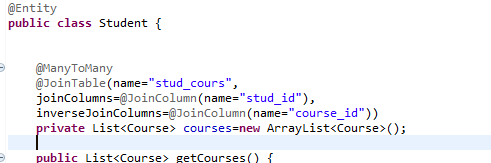 @Entity
public class Student {
@ManyToMany
@JoinTable(name="stud_cours",
joinColumns=@JoinColumn(name="stud_id"),
inverseJoinColumns=@JoinColumn(name="course_id"))
private List<Course> courses=new ArrayList<Course>();
public List<Course> getCourses() {